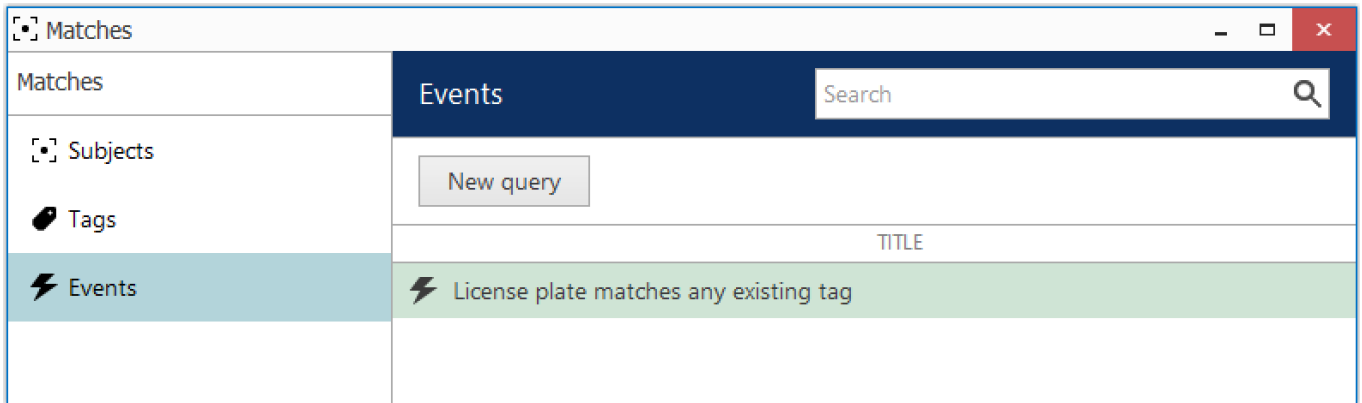 Matches
Matches
Subjects
Tags
Events
Events
Search
New query
TITLE
License plate matches any existing tag